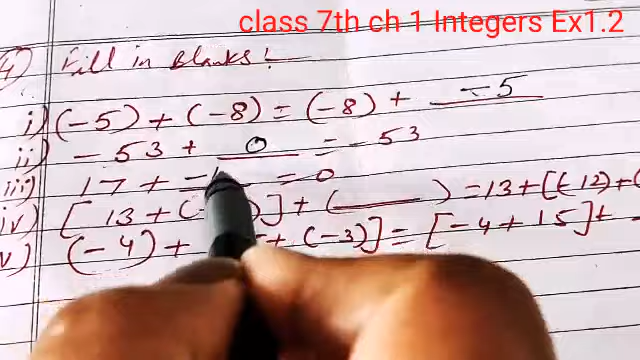 class 7th ch 1 Integers Ex1.2
4) Fill in Blanks!
i) (-5) + (-8) = (-8) + -5
ii) -53 + 0 = -53
iii) 17 + -1 = 0
iv) [13 + (- )] + ( ) = 13 + [(-12) + (
v) (-4) + + (-3)] = [-4 + 15] +